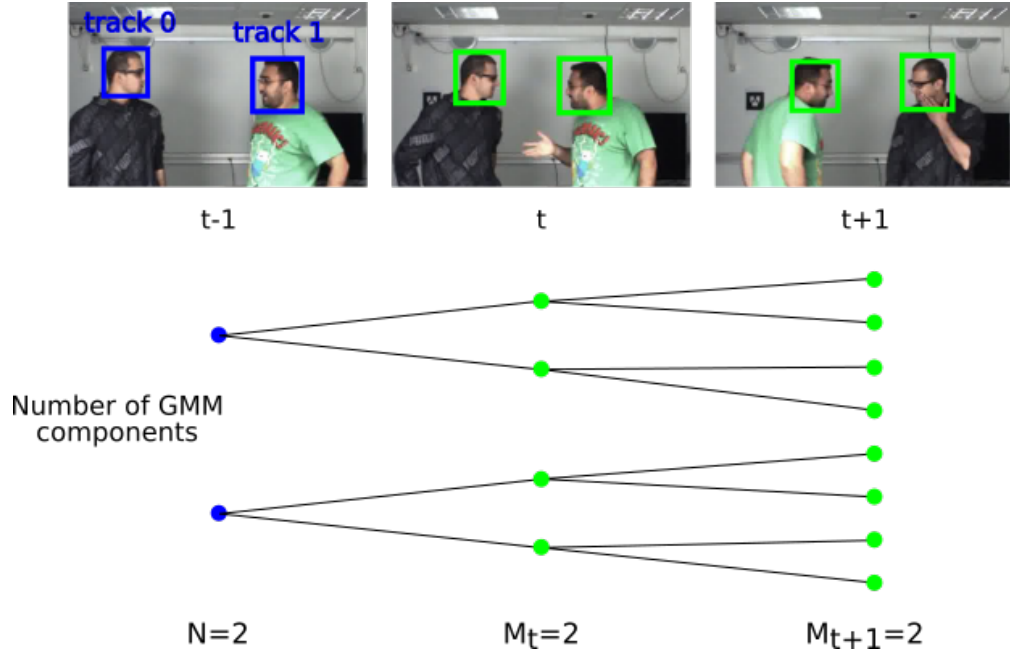 track 0
track 1
t-1
t
t+1
Number of GMM
components
N=2
Mt=2
Mt+1=2